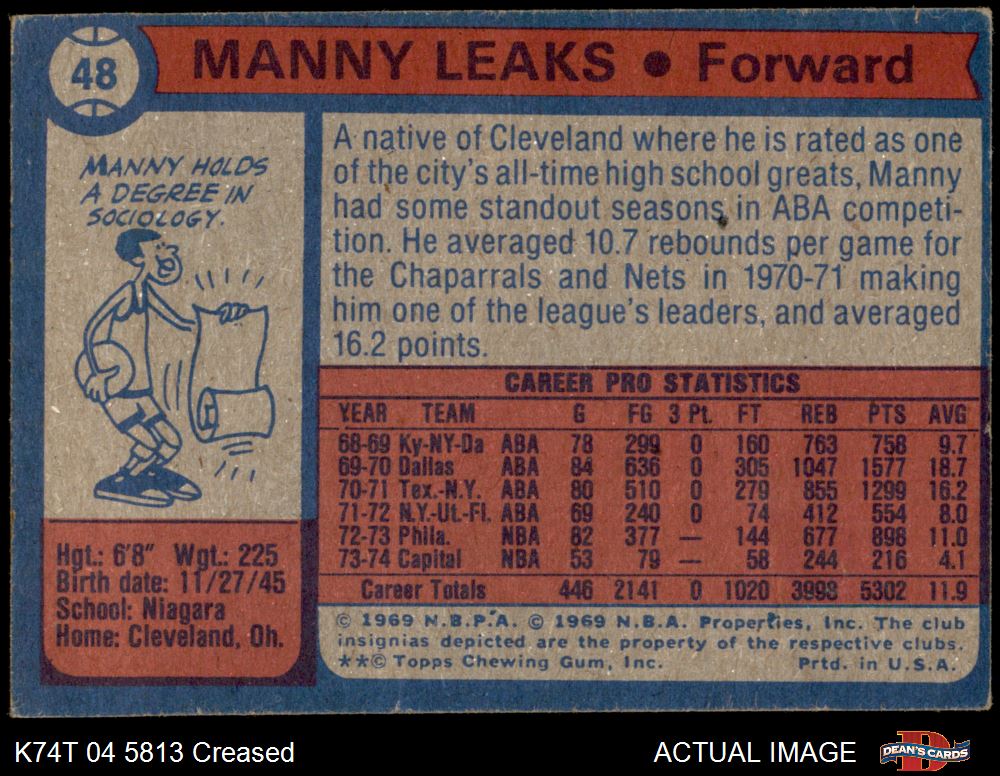 48
MANNY LEAKS • Forward
MANNY HOLDS
A DEGREE IN
SOCIOLOGY.
A native of Cleveland where he is rated as one
of the city's all-time high school greats, Manny
had some standout seasons in ABA competi-
tion. He averaged 10.7 rebounds per game for
the Chaparrals and Nets in 1970-71 making
him one of the league's leaders, and averaged
16.2 points.
CAREER PRO STATISTICS
YEAR TEAM G FG 3 Pt. FT REB PTS AVG
68-69 Ky-NY-Da ABA 78 299 0 160 763 758 9.7
69-70 Dallas ABA 84 636 0 305 1047 1577 18.7
70-71 Tex.-N.Y. ABA 80 510 0 279 855 1299 16.2
71-72 N.Y.-Ut-Fl. ABA 69 240 0 74 412 554 8.0
72-73 Phila. NBA 82 377 — 144 677 898 11.0
73-74 Capital NBA 53 79 — 58 244 216 4.1
Career Totals 446 2141 0 1020 3998 5302 11.9
Hgt.: 6'8" Wgt.: 225
Birth date: 11/27/45
School: Niagara
Home: Cleveland, Oh.
© 1969 N.B.P.A. © 1969 N.B.A. Properties, Inc. The club
insignias depicted are the property of the respective clubs.
**© Topps Chewing Gum, Inc. Prtd. in U.S.A.
K74T 04 5813 Creased
ACTUAL IMAGE
DEAN'S CARDS